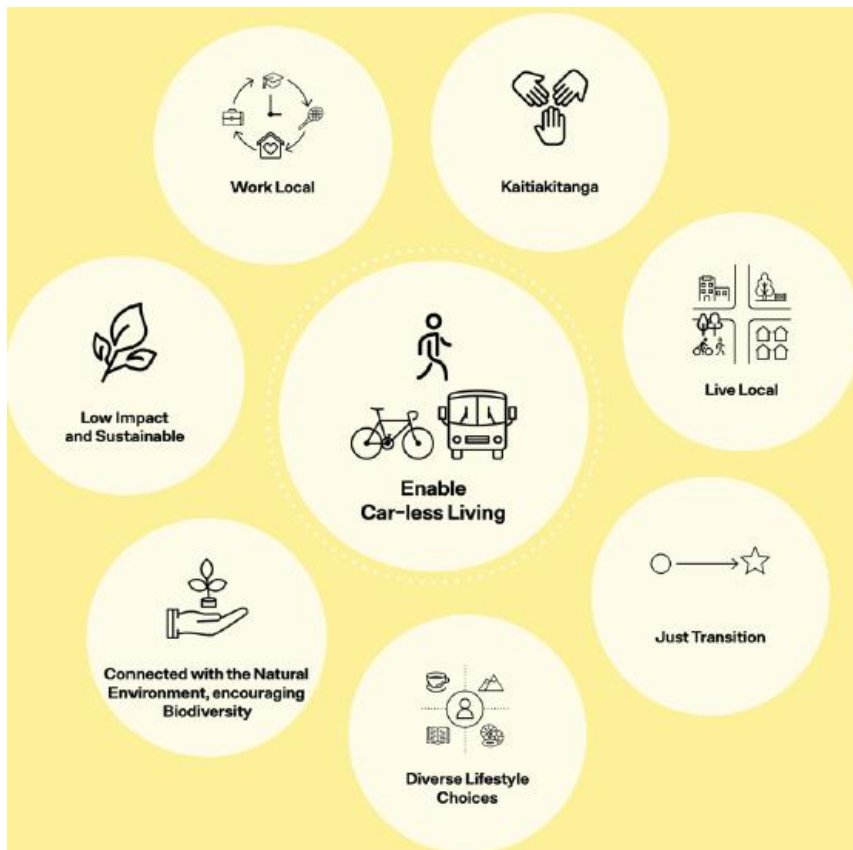 Work Local
Kaitiakitanga
Live Local
Low Impact
and Sustainable
Enable
Car-less Living
Just Transition
Connected with the Natural
Environment, encouraging
Biodiversity
Diverse Lifestyle
Choices